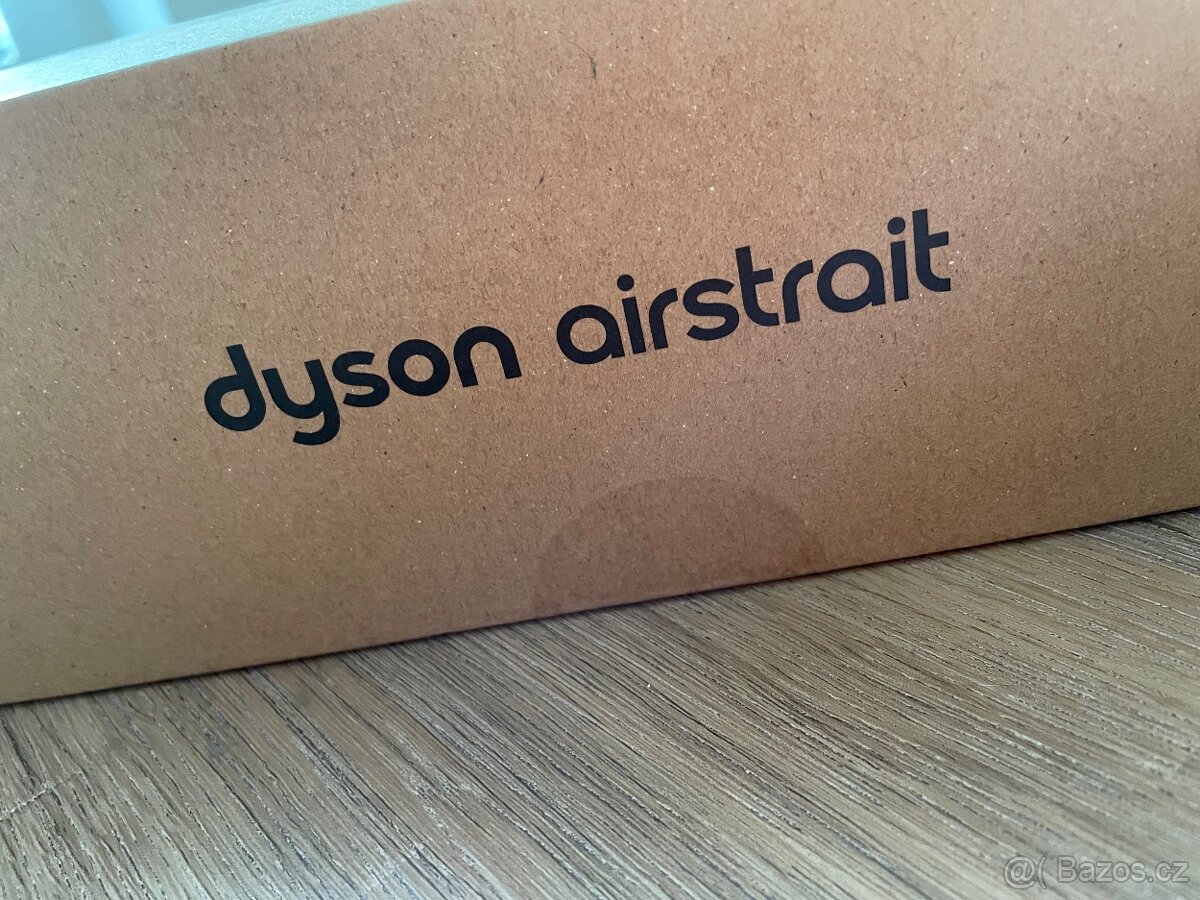 dyson airstrait
@( Bazos.cz